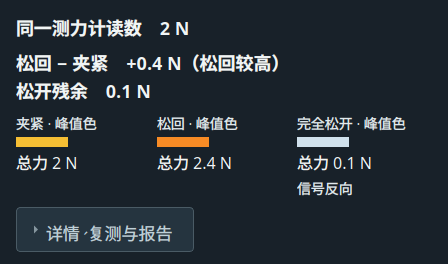 同一测力计读数 2 N
松回 − 夹紧 +0.4 N（松回较高）
松开残余 0.1 N
夹紧 · 峰值色 松回 · 峰值色 完全松开 · 峰值色
总力 2 N 总力 2.4 N 总力 0.1 N
信号反向
详情 · 复测与报告